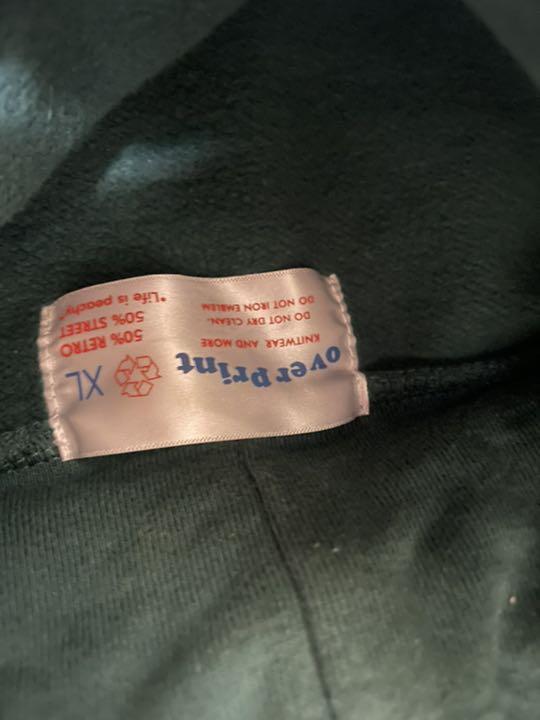 overprint
KNITWEAR AND MORE
DO NOT DRY CLEAN.
DO NOT IRON EMBLEM
XL
50% RETRO
50% STREET
"Life is peachy"